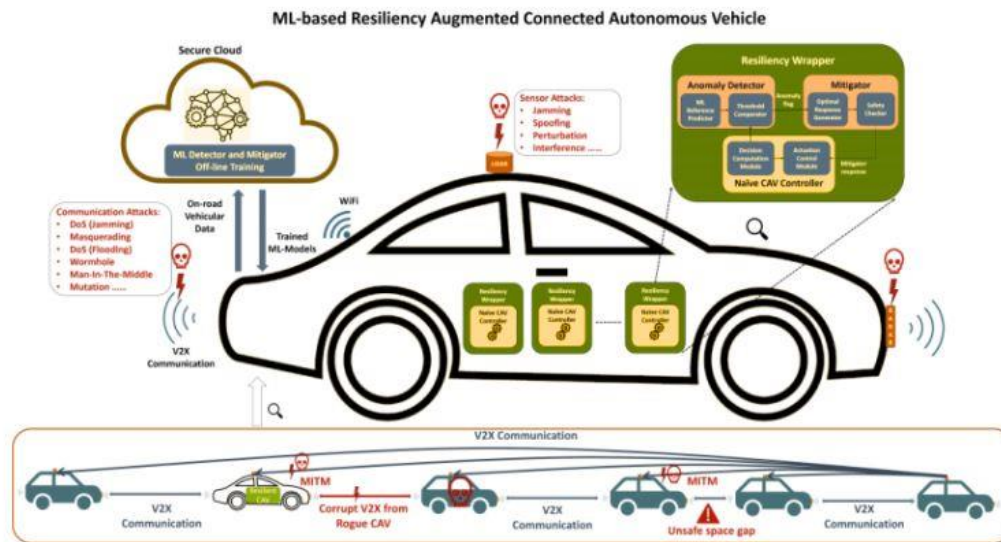 ML-based Resiliency Augmented Connected Autonomous Vehicle
Secure Cloud
ML Detector and Mitigator
Off-line Training
Sensor Attacks:
• Jamming
• Spoofing
• Perturbation
• Interference ......
LIDAR
Resiliency Wrapper
Anomaly Detector
Anomaly
flag
Mitigator
ML
Reference
Predictor
Threshold
Comparator
Optimal
Response
Generator
Safety
Checker
Decision
Computation
Module
Actuation
Control
Module
Mitigator
response
Naïve CAV Controller
Communication Attacks:
• DoS (Jamming)
• Masquerading
• DoS (Flooding)
• Wormhole
• Man-In-The-Middle
• Mutation ......
On-road
Vehicular
Data
Trained
ML-Models
WiFi
V2X
Communication
Resiliency
Wrapper
Naïve CAV
Controller
Resiliency
Wrapper
Naïve CAV
Controller
Resiliency
Wrapper
Naïve CAV
Controller
V2X Communication
V2X
Communication
Resilient
CAV
MITM
Corrupt V2X from
Rogue CAV
V2X
Communication
MITM
Unsafe space gap
V2X
Communication